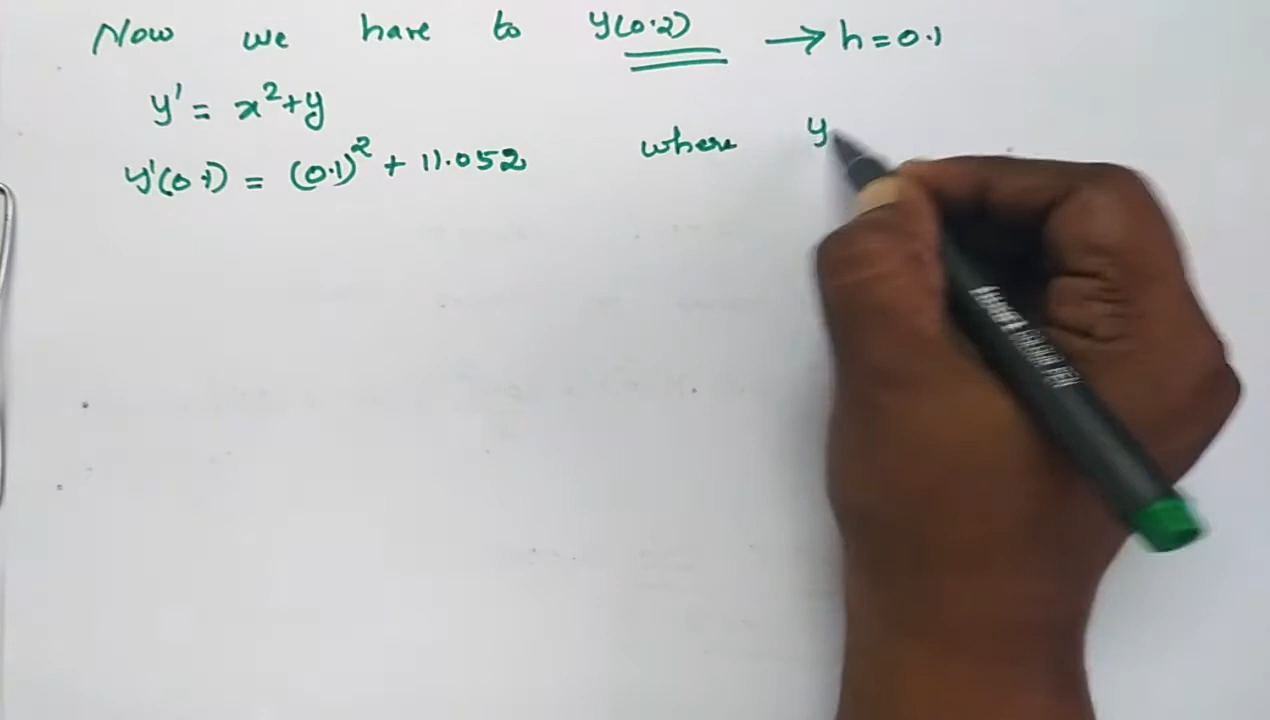 Now we have to y(0.2) → h=0.1
y' = x²+y
y'(0.1) = (0.1)² + 11.052 where y